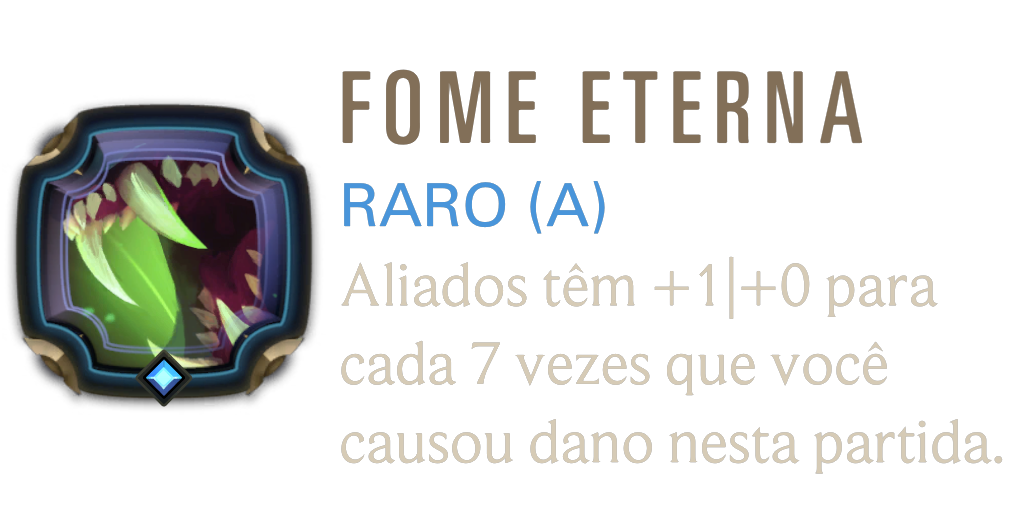 FOME ETERNA
RARO (A)
Aliados têm +1|+0 para
cada 7 vezes que você
causou dano nesta partida.